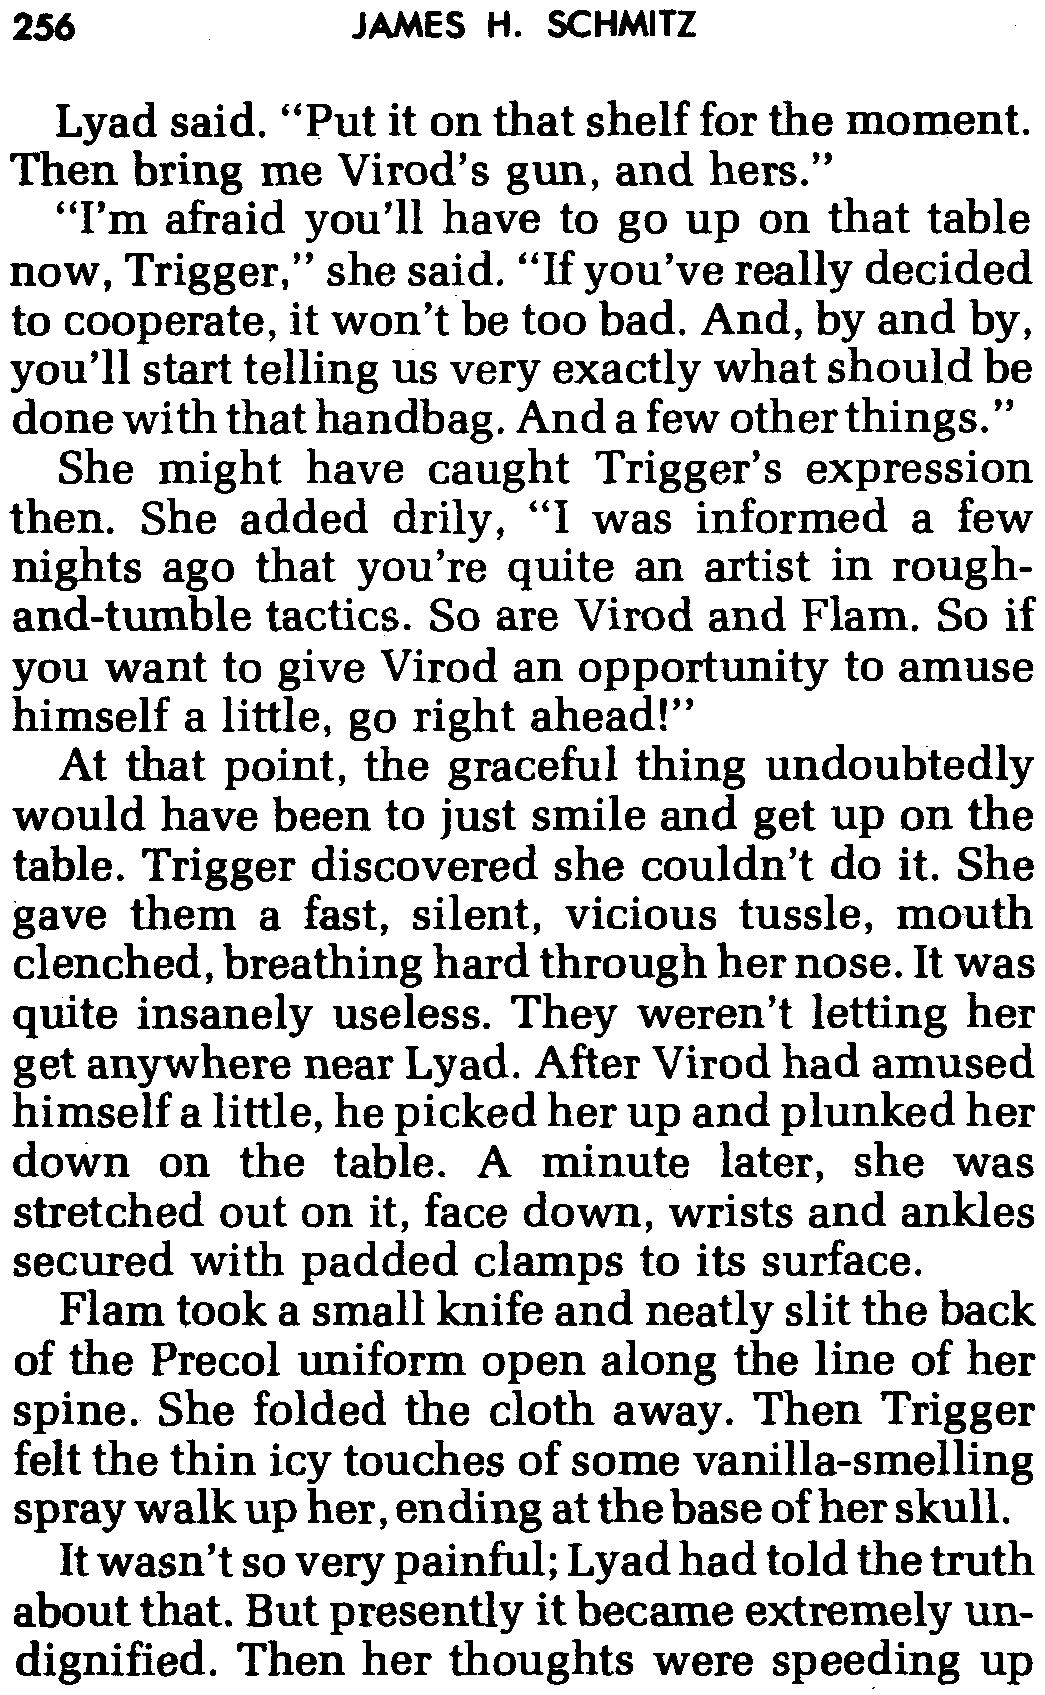 256 JAMES H. SCHMITZ
Lyad said. “Put it on that shelf for the moment.
Then bring me Virod’s gun, and hers.”
“I’m afraid you’ll have to go up on that table
now, Trigger,” she said. “If you’ve really decided
to cooperate, it won’t be too bad. And, by and by,
you’ll start telling us very exactly what should be
done with that handbag. And a few other things.”
She might have caught Trigger’s expression
then. She added drily, “I was informed a few
nights ago that you’re quite an artist in rough-
and-tumble tactics. So are Virod and Flam. So if
you want to give Virod an opportunity to amuse
himself a little, go right ahead!”
At that point, the graceful thing undoubtedly
would have been to just smile and get up on the
table. Trigger discovered she couldn’t do it. She
gave them a fast, silent, vicious tussle, mouth
clenched, breathing hard through her nose. It was
quite insanely useless. They weren’t letting her
get anywhere near Lyad. After Virod had amused
himself a little, he picked her up and plunked her
down on the table. A minute later, she was
stretched out on it, face down, wrists and ankles
secured with padded clamps to its surface.
Flam took a small knife and neatly slit the back
of the Precol uniform open along the line of her
spine. She folded the cloth away. Then Trigger
felt the thin icy touches of some vanilla-smelling
spray walk up her, ending at the base of her skull.
It wasn’t so very painful; Lyad had told the truth
about that. But presently it became extremely un-
dignified. Then her thoughts were speeding up